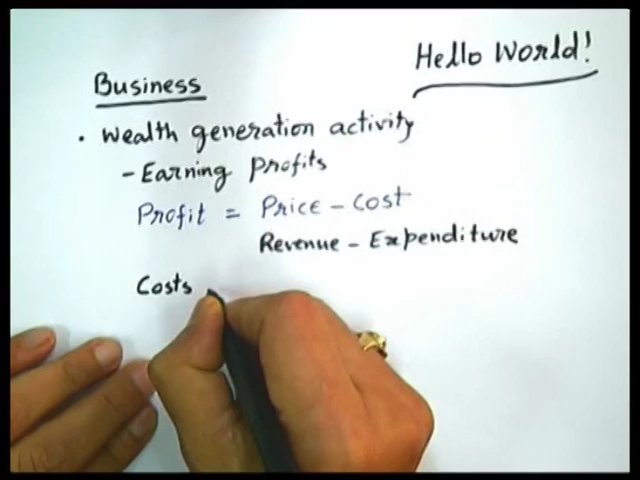 Hello World!
Business
• Wealth generation activity
- Earning Profits
Profit = Price - Cost
Revenue - Expenditure
Costs